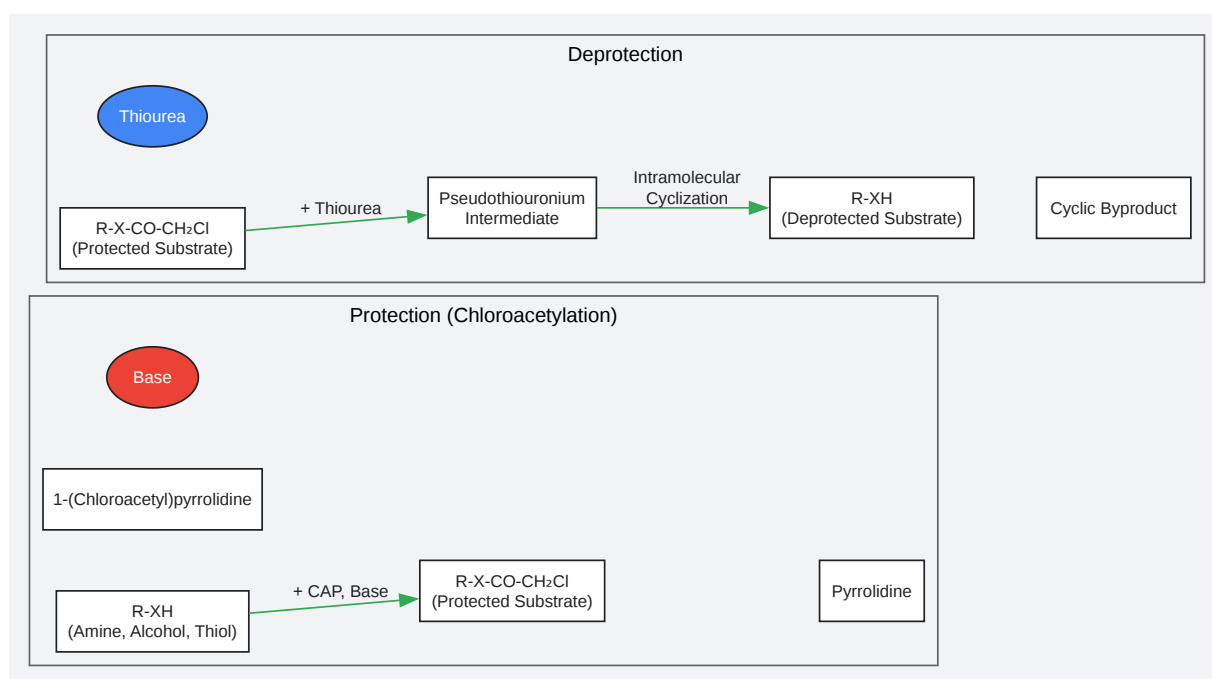 Deprotection
Thiourea
R-X-CO-CH₂Cl
(Protected Substrate)
+ Thiourea
Pseudothiouronium
Intermediate
Intramolecular
Cyclization
R-XH
(Deprotected Substrate)
Cyclic Byproduct
Protection (Chloroacetylation)
Base
1-(Chloroacetyl)pyrrolidine
R-XH
(Amine, Alcohol, Thiol)
+ CAP, Base
R-X-CO-CH₂Cl
(Protected Substrate)
Pyrrolidine